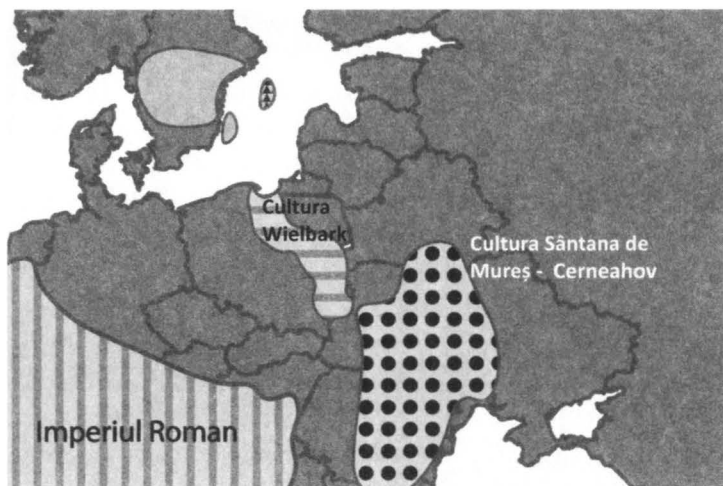 Cultura
Wielbark
Cultura Sântana de
Mureș - Cerneahov
Imperiul Roman